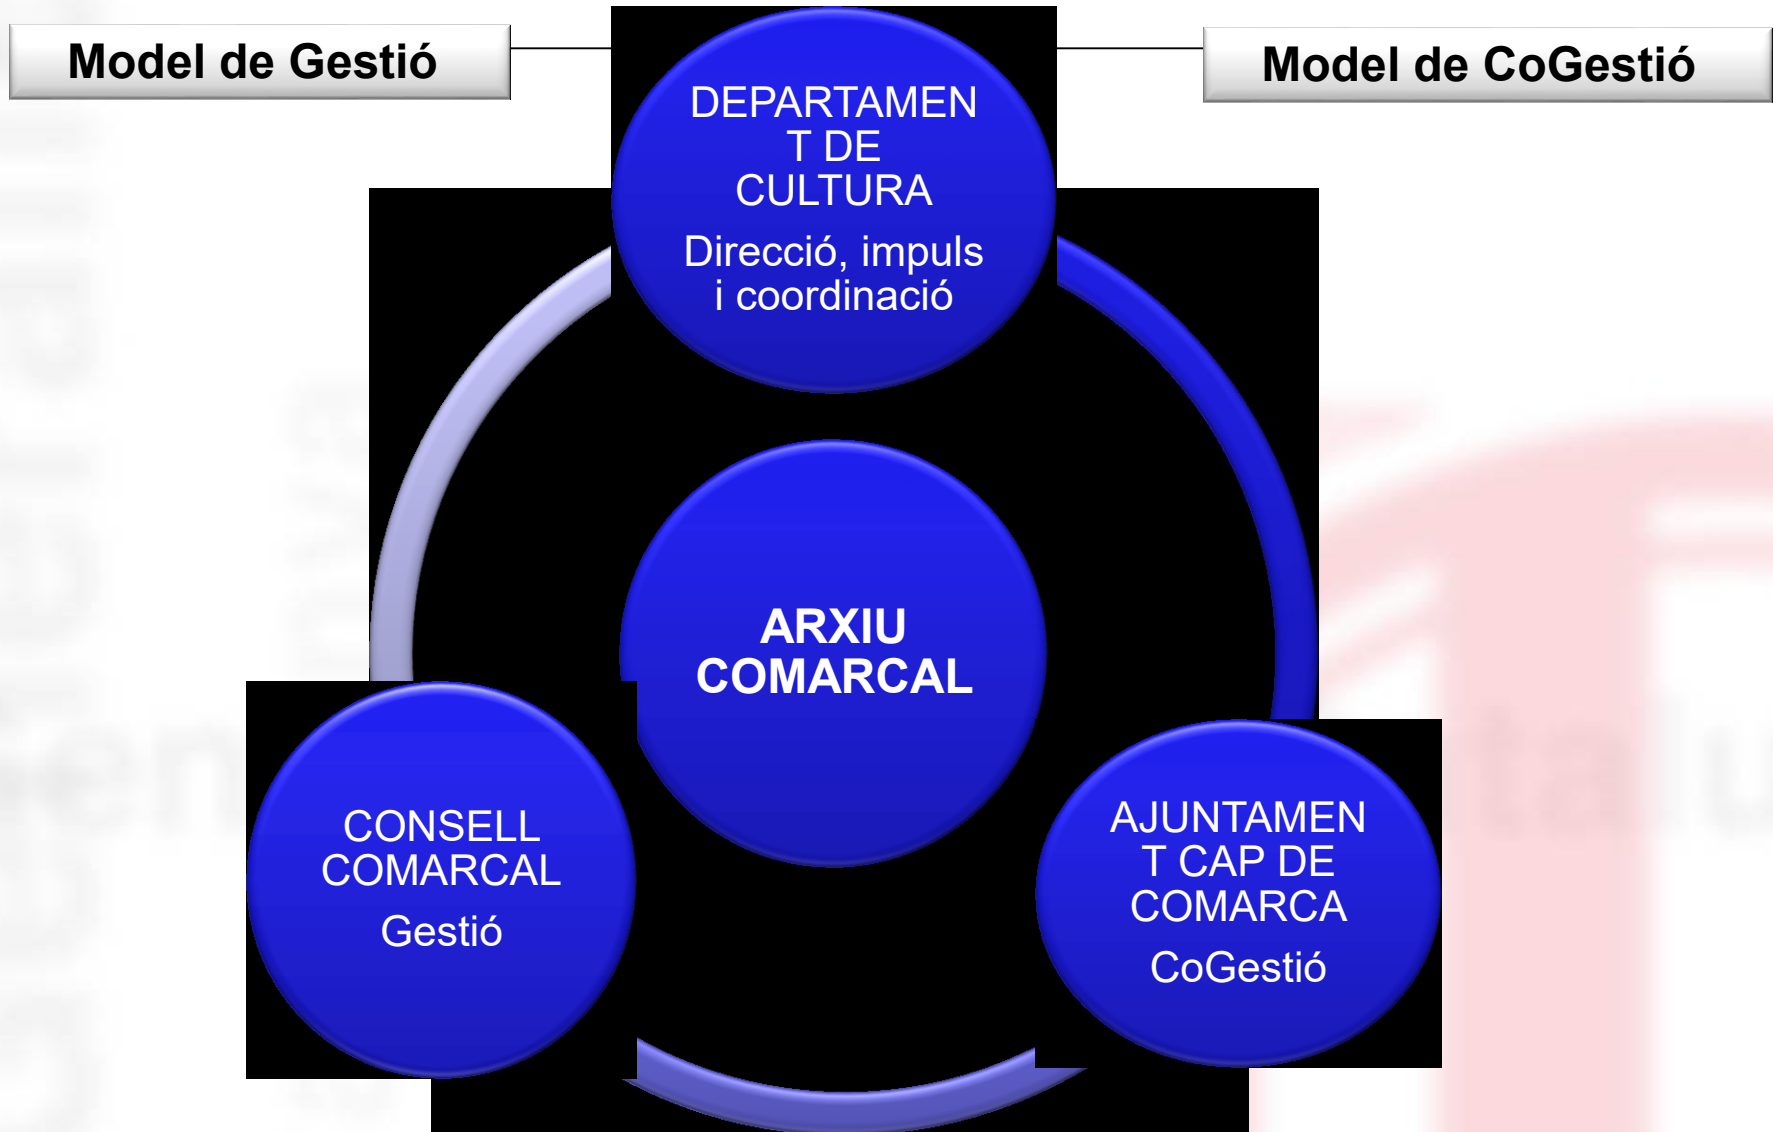 Model de Gestió
Model de CoGestió
DEPARTAMEN
T DE
CULTURA
Direcció, impuls
i coordinació
ARXIU
COMARCAL
CONSELL
COMARCAL
Gestió
AJUNTAMEN
T CAP DE
COMARCA
CoGestió